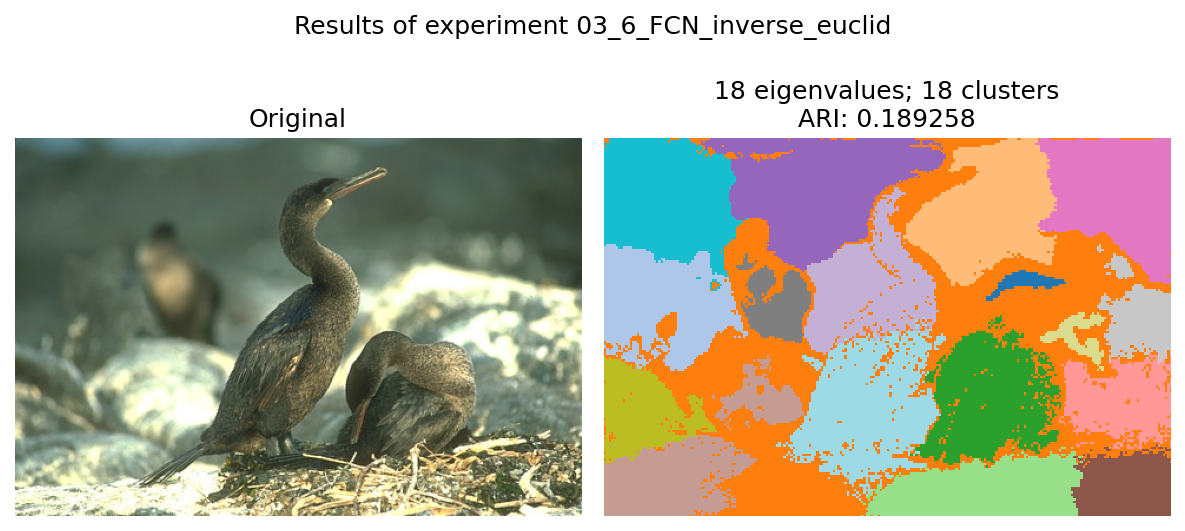 Results of experiment 03_6_FCN_inverse_euclid
Original
18 eigenvalues; 18 clusters
ARI: 0.189258